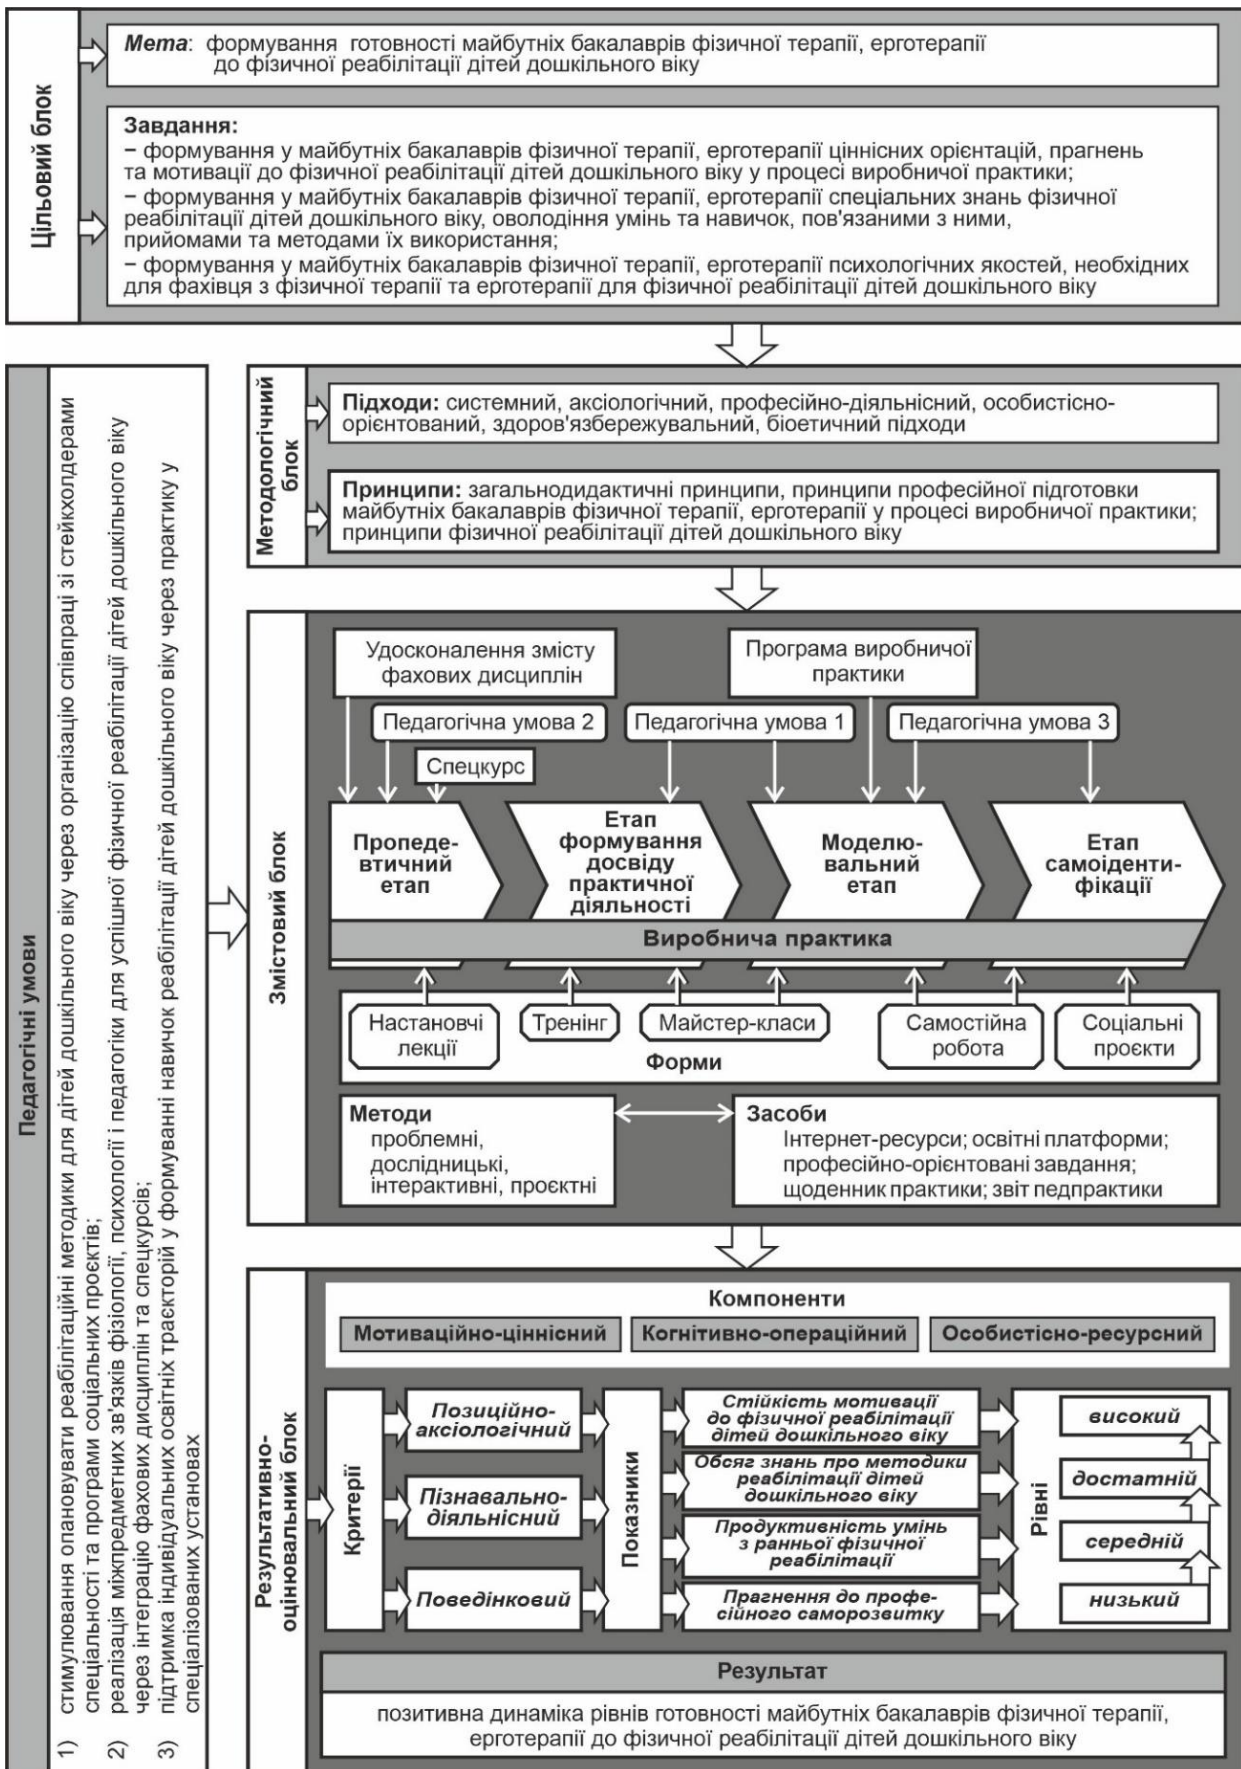 Цільовий блок
Мета: формування готовності майбутніх бакалаврів фізичної терапії, ерготерапії
до фізичної реабілітації дітей дошкільного віку
Завдання:
− формування у майбутніх бакалаврів фізичної терапії, ерготерапії ціннісних орієнтацій, прагнень
та мотивації до фізичної реабілітації дітей дошкільного віку у процесі виробничої практики;
− формування у майбутніх бакалаврів фізичної терапії, ерготерапії спеціальних знань фізичної
реабілітації дітей дошкільного віку, оволодіння умінь та навичок, пов'язаними з ними,
прийомами та методами їх використання;
− формування у майбутніх бакалаврів фізичної терапії, ерготерапії психологічних якостей, необхідних
для фахівця з фізичної терапії та ерготерапії для фізичної реабілітації дітей дошкільного віку
Педагогічні умови
1) стимулювання опановувати реабілітаційні методики для дітей дошкільного віку через організацію співпраці зі стейкхолдерами
спеціальності та програми соціальних проєктів;
2) реалізація міжпредметних зв'язків фізіології, психології і педагогіки для успішної фізичної реабілітації дітей дошкільного віку
через інтеграцію фахових дисциплін та спецкурсів;
3) підтримка індивідуальних освітніх траєкторій у формуванні навичок реабілітації дітей дошкільного віку через практику у
спеціалізованих установах
Методологічний
блок
Підходи: системний, аксіологічний, професійно-діяльнісний, особистісно-
орієнтований, здоров'язбережувальний, біоетичний підходи
Принципи: загальнодидактичні принципи, принципи професійної підготовки
майбутніх бакалаврів фізичної терапії, ерготерапії у процесі виробничої практики;
принципи фізичної реабілітації дітей дошкільного віку
Змістовий блок
Удосконалення змісту
фахових дисциплін
Програма виробничої
практики
Педагогічна умова 2
Педагогічна умова 1
Педагогічна умова 3
Спецкурс
Пропеде-
втичний
етап
Етап
формування
досвіду
практичної
діяльності
Моделю-
вальний
етап
Етап
самоіденти-
фікації
Виробнича практика
Настановчі
лекції
Тренінг
Майстер-класи
Самостійна
робота
Соціальні
проєкти
Форми
Методи
проблемні,
дослідницькі,
інтерактивні, проєктні
Засоби
Інтернет-ресурси; освітні платформи;
професійно-орієнтовані завдання;
щоденник практики; звіт педпрактики
Результативно-
оцінювальний блок
Компоненти
Мотиваційно-ціннісний
Когнітивно-операційний
Особистісно-ресурсний
Критерії
Позиційно-
аксіологічний
Пізнавально-
діяльнісний
Поведінковий
Показники
Стійкість мотивації
до фізичної реабілітації
дітей дошкільного віку
Обсяг знань про методики
реабілітації дітей
дошкільного віку
Продуктивність умінь
з ранньої фізичної
реабілітації
Прагнення до профе-
сійного саморозвитку
Рівні
високий
достатній
середній
низький
Результат
позитивна динаміка рівнів готовності майбутніх бакалаврів фізичної терапії,
ерготерапії до фізичної реабілітації дітей дошкільного віку